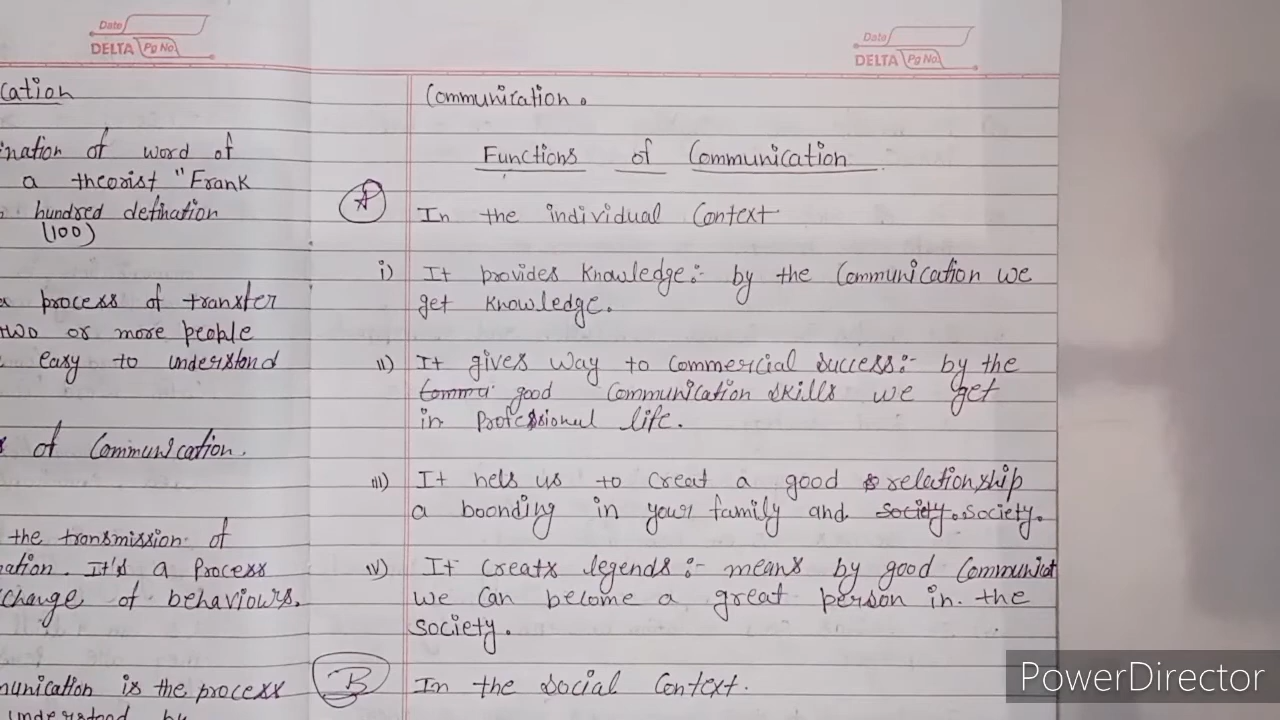 Date
DELTA Pg No
cation
ination of word of
a theorist "Frank
hundred defination
(100)
process of transfer
two or more people
easy to understand
of Communication.
the transmission of
ation. It's a Process
change of behaviours.
munication is the process
understood by
Date
DELTA Pg No.
Communication.
Functions of Communication
A
In the individual Context
i) It provides Knowledge:- by the Communication we
get Knowledge.
ii) It gives way to commercial success:- by the
good Communication skills we get
in Professional life.
iii) It hels us to creat a good relationship
a boonding in your family and society. society.
iv) It creats legends:- means by good Communicat
we can become a great person in. the
society.
B
In the social Context.
PowerDirector